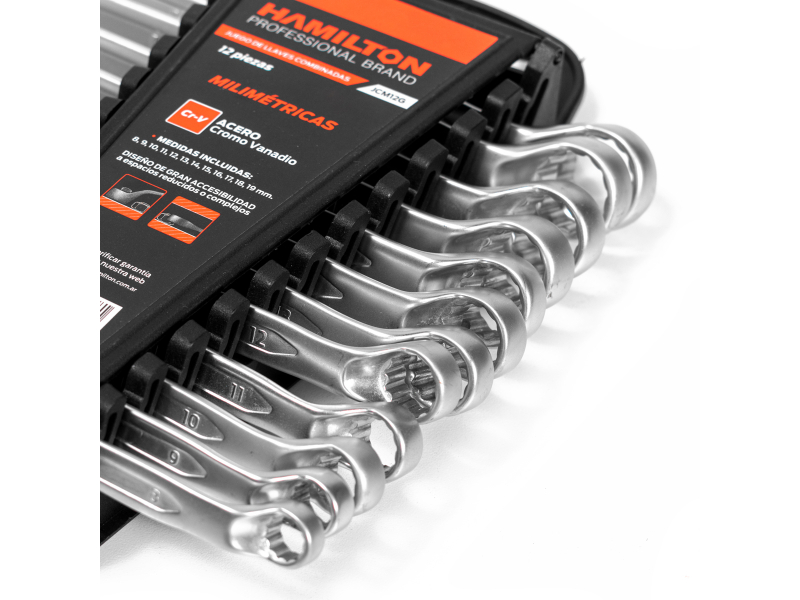 HAMILTON
PROFESSIONAL BRAND
JUEGO DE LLAVES COMBINADAS
JCM12G
12 piezas
MILIMÉTRICAS
Cr-V
ACERO
Cromo Vanadio
* MEDIDAS INCLUIDAS:
8, 9, 10, 11, 12, 13, 14, 15, 16, 17, 18, 19 mm.
DISEÑO DE GRAN ACCESIBILIDAD
a espacios reducidos o complejos
garantía
nuestra web
12
11
10
9
8